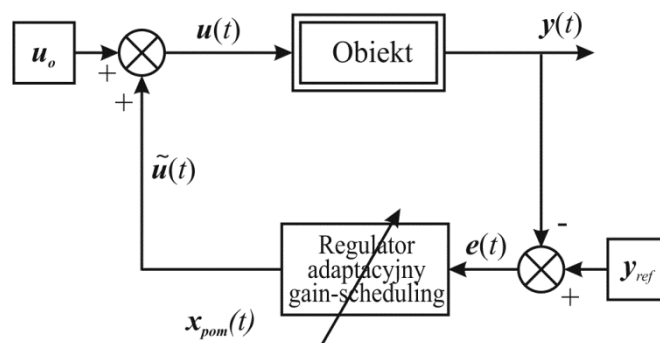 u(t)
y(t)
u_o
Obiekt
+
+
ũ(t)
-
Regulator
adaptacyjny
gain-scheduling
e(t)
y_ref
+
x_pom(t)